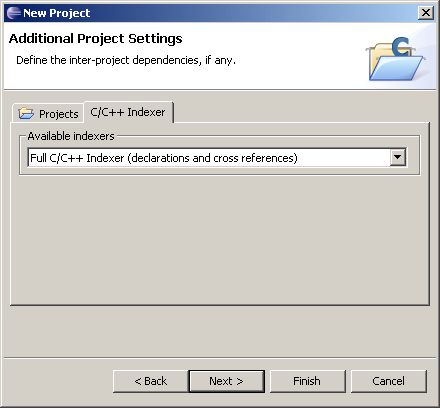 New Project
Additional Project Settings
Define the inter-project dependencies, if any.
Projects
C/C++ Indexer
Available indexers
Full C/C++ Indexer (declarations and cross references)
< Back
Next >
Finish
Cancel